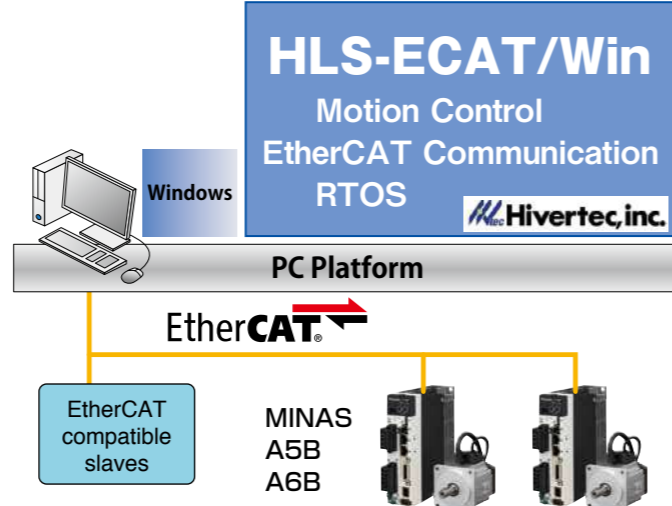 HLS-ECAT/Win
Motion Control
EtherCAT Communication
RTOS
Windows
Mtec Hivertec, inc.
PC Platform
EtherCAT®
EtherCAT
compatible
slaves
MINAS
A5B
A6B